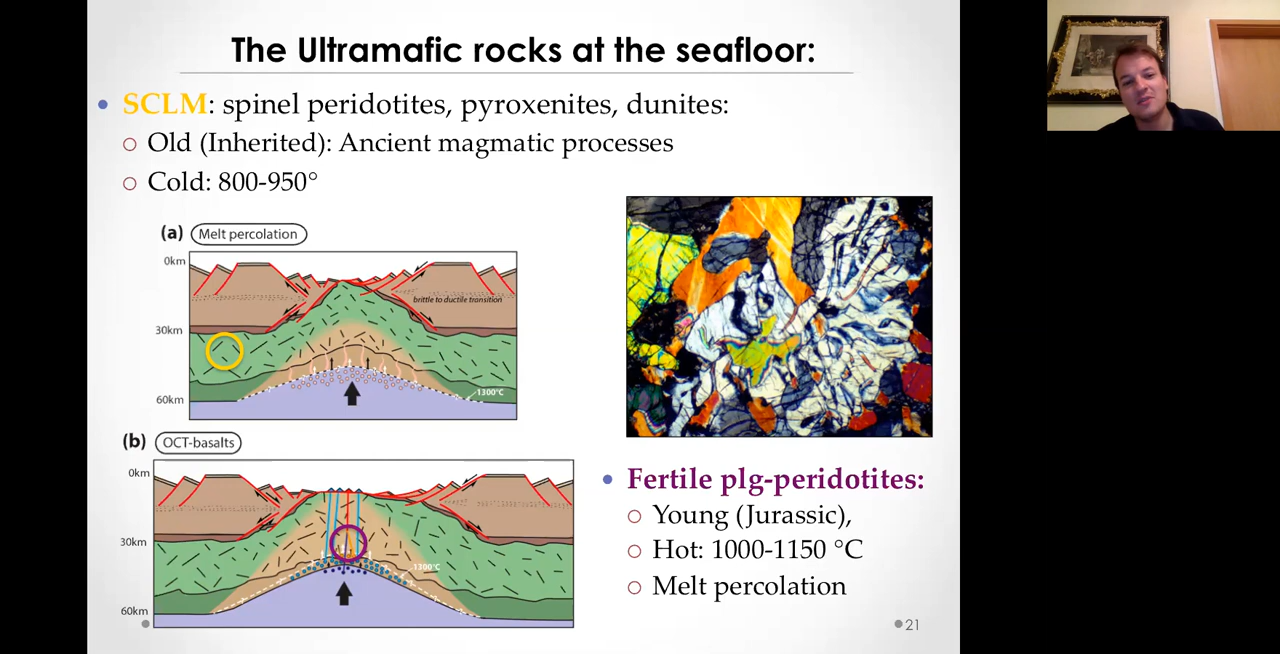 The Ultramafic rocks at the seafloor:
SCLM: spinel peridotites, pyroxenites, dunites:
Old (Inherited): Ancient magmatic processes
Cold: 800-950°
(a) Melt percolation
0km
brittle to ductile transition
30km
1300°C
60km
(b) OCT-basalts
0km
30km
1300°C
60km
Fertile plg-peridotites:
Young (Jurassic),
Hot: 1000-1150 °C
Melt percolation
21